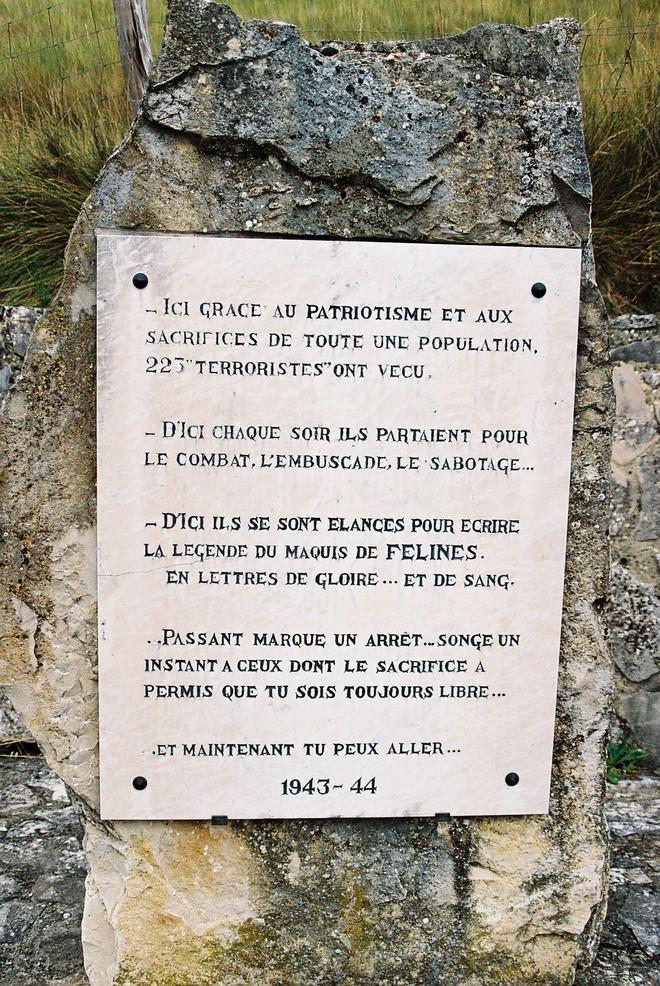 – ICI GRACE AU PATRIOTISME ET AUX
SACRIFICES DE TOUTE UNE POPULATION,
223 "TERRORISTES" ONT VECU.
– D'ICI CHAQUE SOIR ILS PARTAIENT POUR
LE COMBAT, L'EMBUSCADE, LE SABOTAGE...
– D'ICI ILS SE SONT ELANCES POUR ECRIRE
LA LEGENDE DU MAQUIS DE FELINES.
EN LETTRES DE GLOIRE... ET DE SANG.
..PASSANT MARQUE UN ARRÊT...SONGE UN
INSTANT A CEUX DONT LE SACRIFICE A
PERMIS QUE TU SOIS TOUJOURS LIBRE...
.ET MAINTENANT TU PEUX ALLER...
1943-44